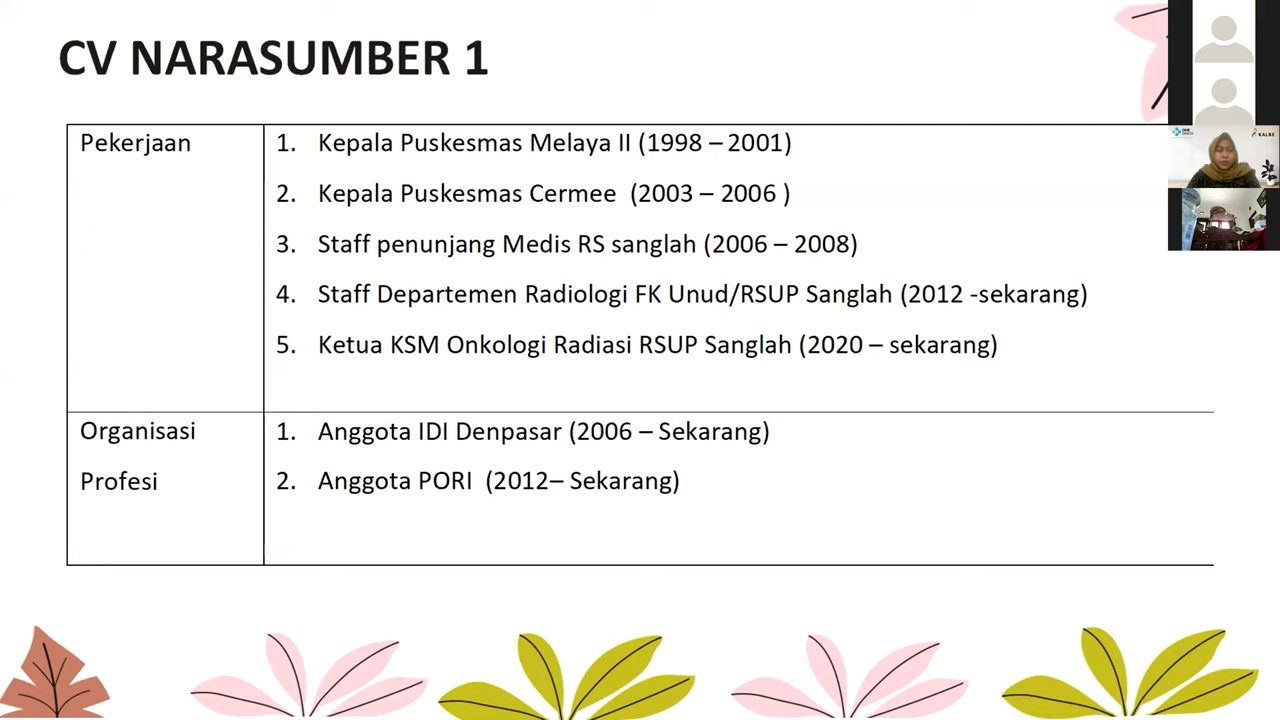 CV NARASUMBER 1
Pekerjaan
1. Kepala Puskesmas Melaya II (1998 – 2001)
2. Kepala Puskesmas Cermee (2003 – 2006 )
3. Staff penunjang Medis RS sanglah (2006 – 2008)
4. Staff Departemen Radiologi FK Unud/RSUP Sanglah (2012 -sekarang)
5. Ketua KSM Onkologi Radiasi RSUP Sanglah (2020 – sekarang)
Organisasi
Profesi
1. Anggota IDI Denpasar (2006 – Sekarang)
2. Anggota PORI (2012– Sekarang)
ONE
ONCO
KALBE